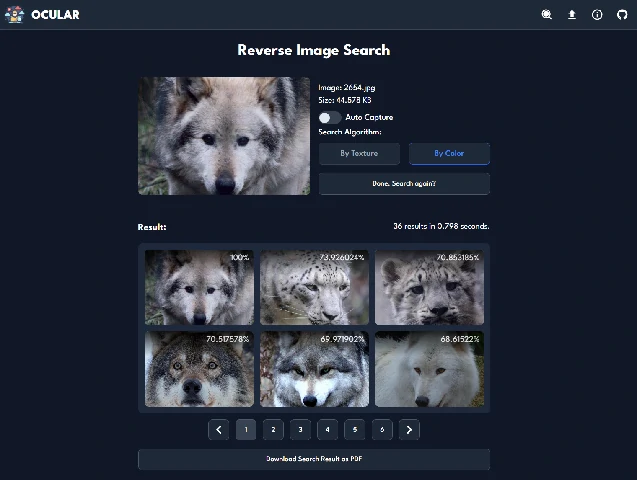 OCULAR
Reverse Image Search
Image: 2654.jpg
Size: 44.578 KB
Auto Capture
Search Algorithm:
By Texture
By Color
Done. Search again?
Result:
36 results in 0.798 seconds.
100%
73.926024%
70.853185%
70.517578%
69.971902%
68.61522%
1
2
3
4
5
6
Download Search Result as PDF